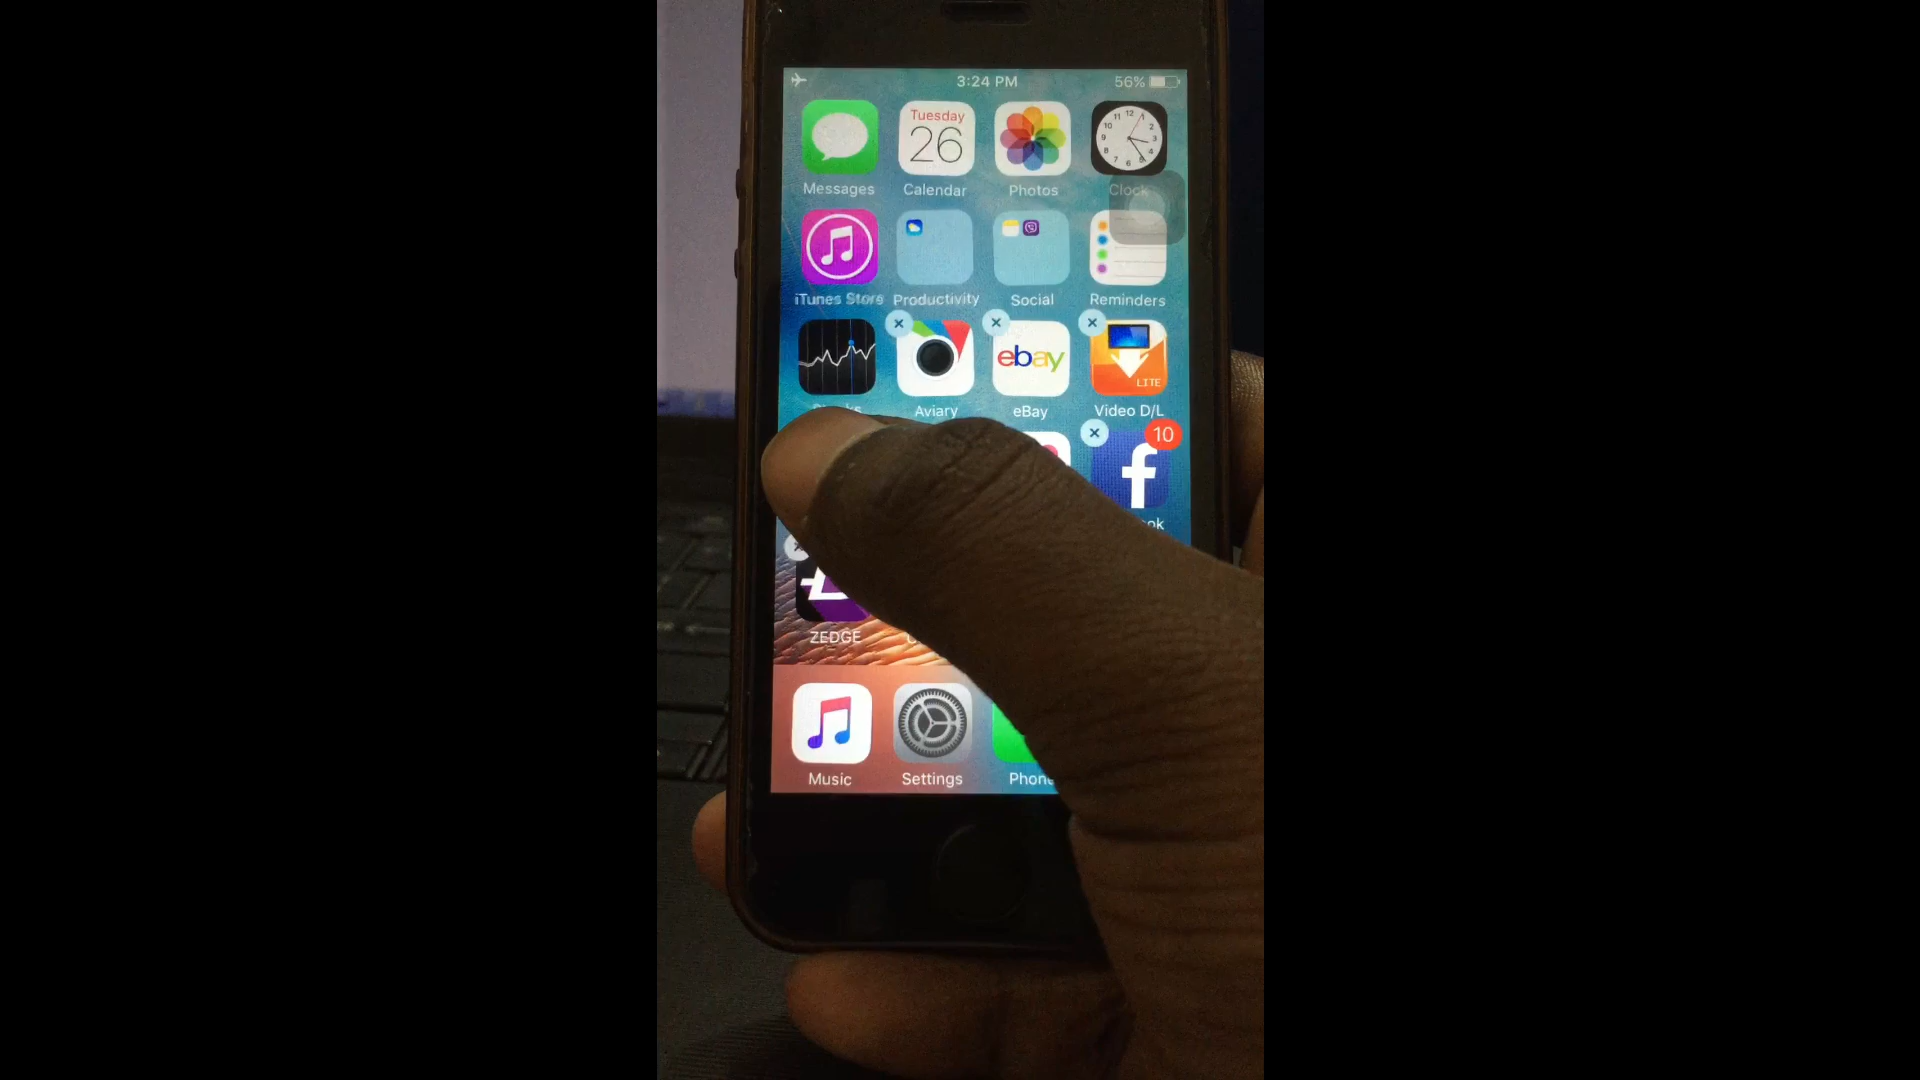 3:24 PM
56%
Tuesday
26
Messages
Calendar
Photos
Clock
iTunes Store
Productivity
Social
Reminders
ebay
LITE
Aviary
eBay
Video D/L
10
f
ZEDGE
Music
Settings
Phone